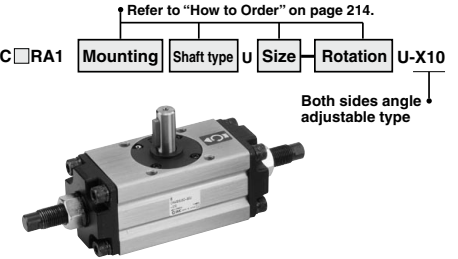 Refer to “How to Order” on page 214.
C□RA1 Mounting Shaft type U Size – Rotation U-X10
Both sides angle
adjustable type